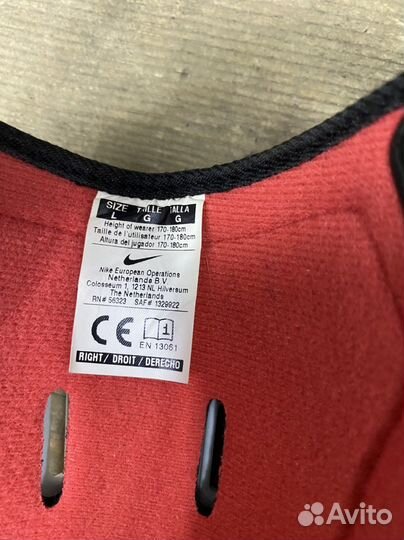 SIZE TAILLE TALLA
L G G
Height of wearer 170-180cm
Taille de l'utilisateur 170-180cm
Altura del jugador 170-180cm
Nike European Operations
Netherlands B.V.
Colosseum 1, 1213 NL Hilversum
The Netherlands
RN# 56323 SAF# 1329922
CE i
EN 13061
RIGHT / DROIT / DERECHO
Avito